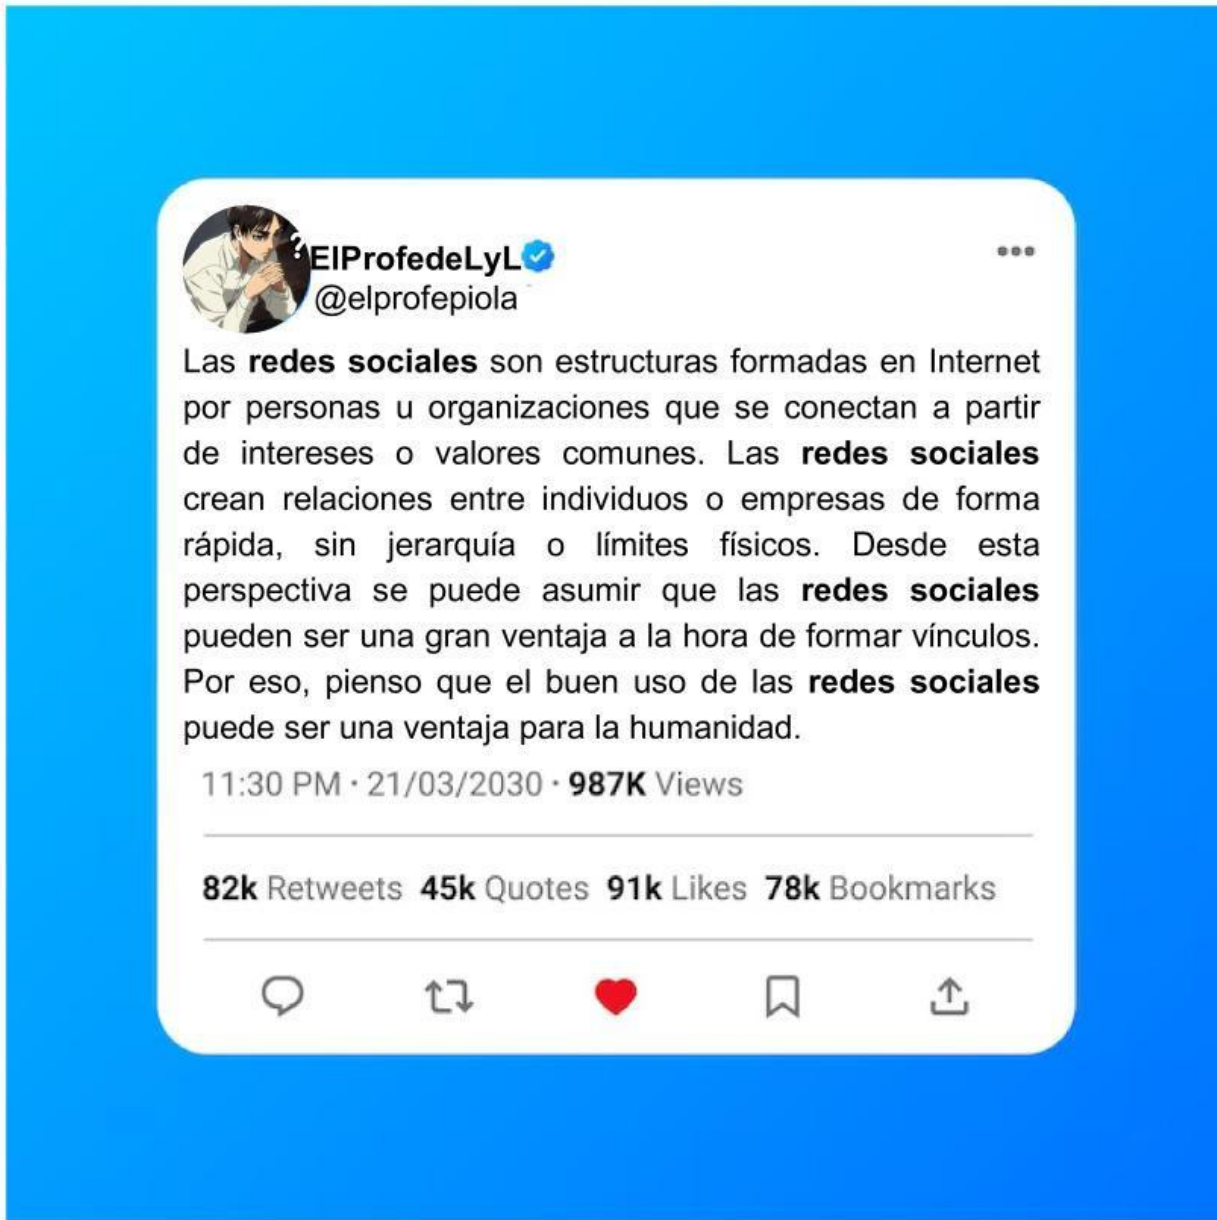 ElProfedeLyL
@elprofepiola
Las redes sociales son estructuras formadas en Internet
por personas u organizaciones que se conectan a partir
de intereses o valores comunes. Las redes sociales
crean relaciones entre individuos o empresas de forma
rápida, sin jerarquía o límites físicos. Desde esta
perspectiva se puede asumir que las redes sociales
pueden ser una gran ventaja a la hora de formar vínculos.
Por eso, pienso que el buen uso de las redes sociales
puede ser una ventaja para la humanidad.
11:30 PM · 21/03/2030 · 987K Views
82k Retweets 45k Quotes 91k Likes 78k Bookmarks